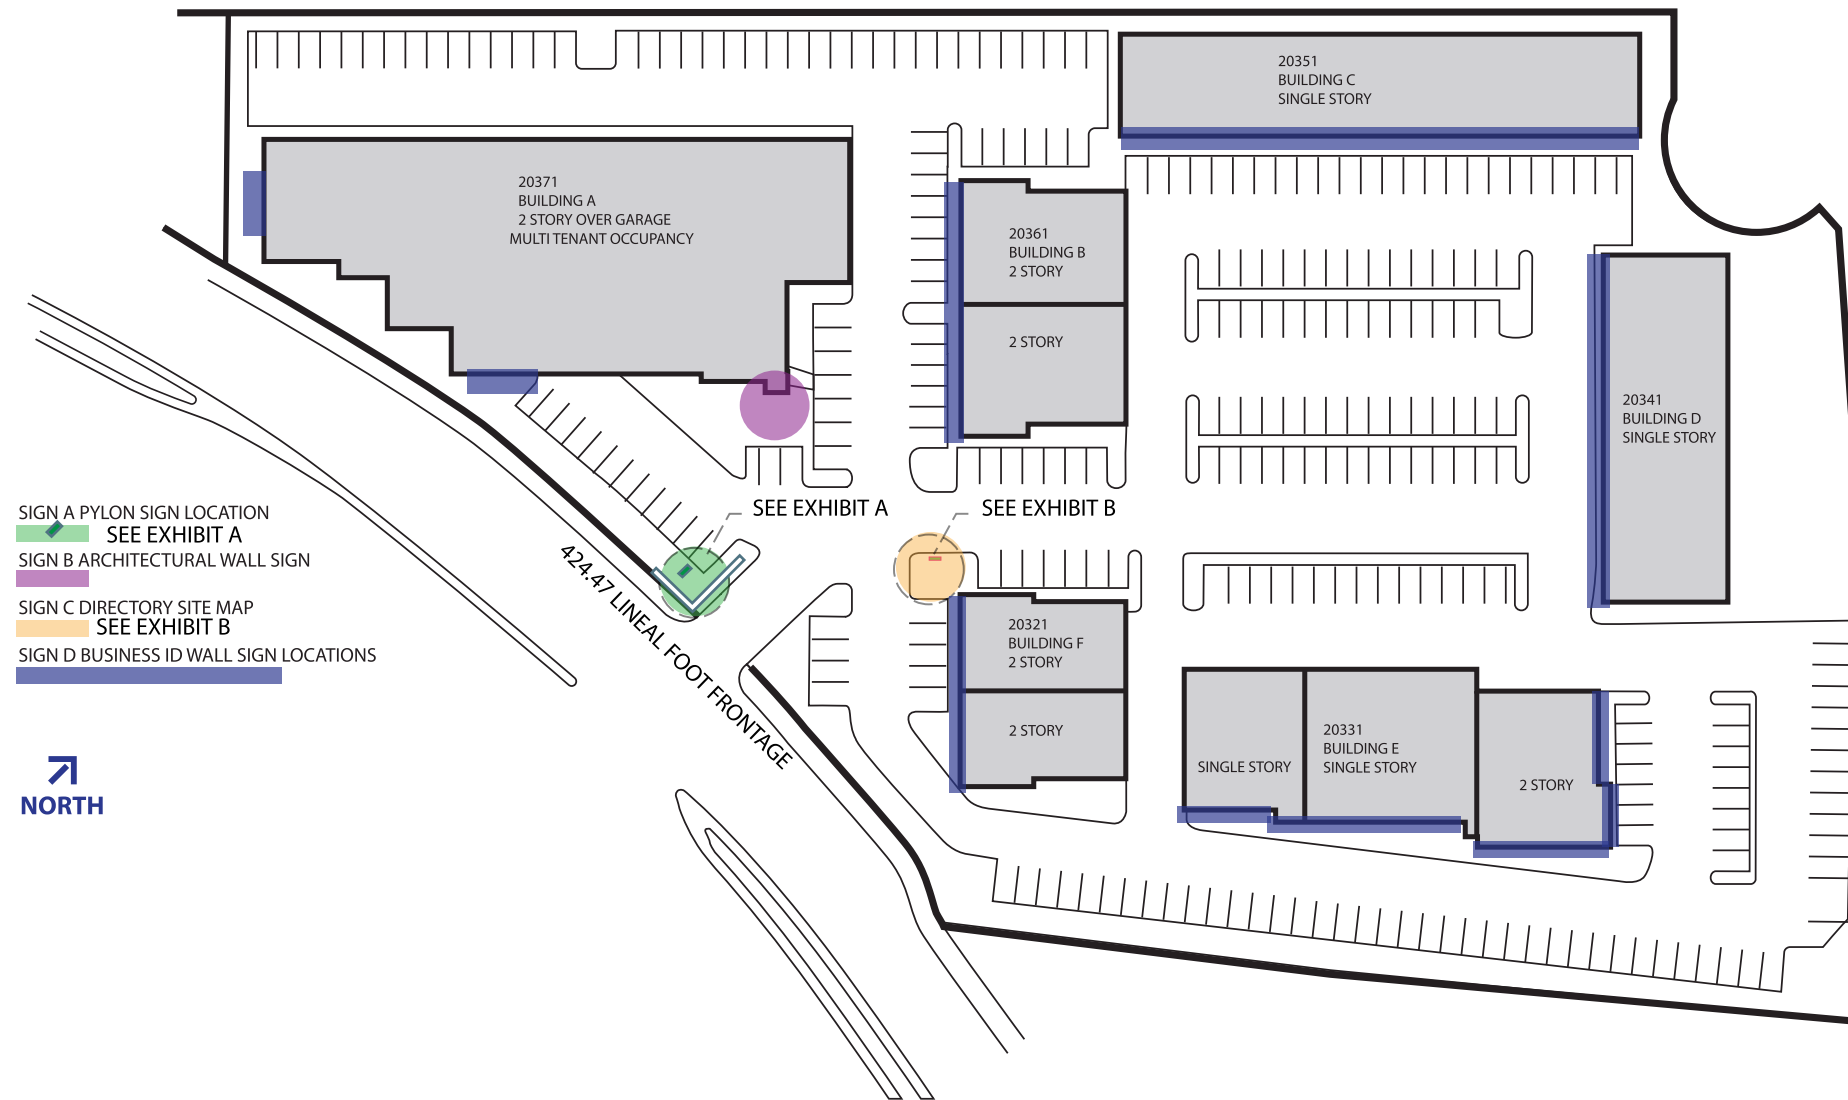 20351
BUILDING C
SINGLE STORY
20371
BUILDING A
2 STORY OVER GARAGE
MULTI TENANT OCCUPANCY
20361
BUILDING B
2 STORY
2 STORY
20341
BUILDING D
SINGLE STORY
SEE EXHIBIT A
SEE EXHIBIT B
SIGN A PYLON SIGN LOCATION
SEE EXHIBIT A
SIGN B ARCHITECTURAL WALL SIGN
SIGN C DIRECTORY SITE MAP
SEE EXHIBIT B
SIGN D BUSINESS ID WALL SIGN LOCATIONS
424.47 LINEAL FOOT FRONTAGE
20321
BUILDING F
2 STORY
2 STORY
20331
BUILDING E
SINGLE STORY
SINGLE STORY
2 STORY
NORTH